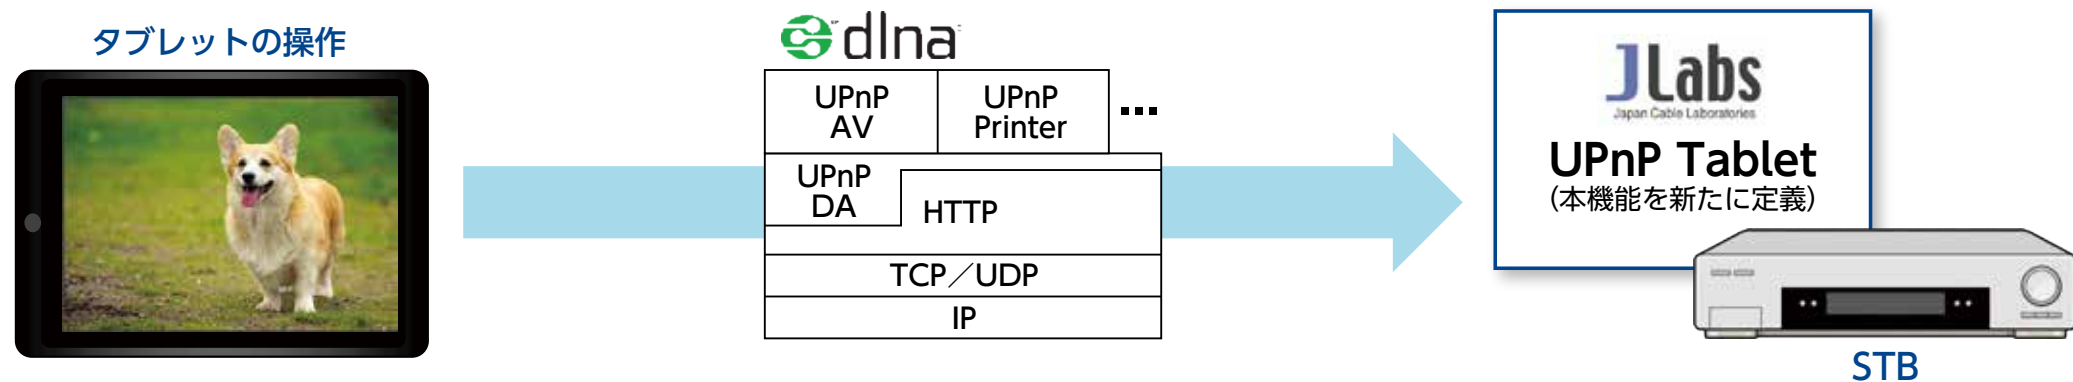 タブレットの操作
dlna
UPnP
AV
UPnP
Printer
...
UPnP
DA
HTTP
TCP／UDP
IP
JLabs
Japan Cable Laboratories
UPnP Tablet
（本機能を新たに定義）
STB